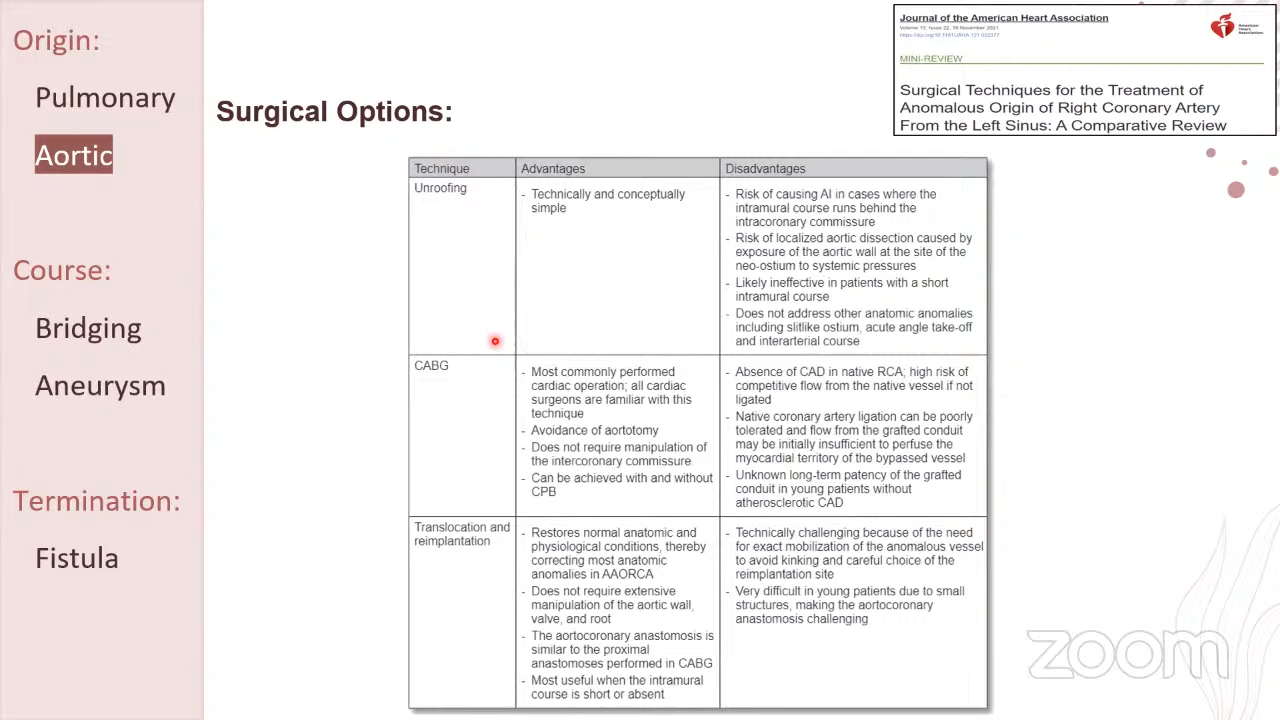 Origin:
Pulmonary
Aortic
Course:
Bridging
Aneurysm
Termination:
Fistula
Surgical Options:
Journal of the American Heart Association
Volume 10, Issue 22, 16 November 2021
American
Heart
Association.
MINI-REVIEW
Surgical Techniques for the Treatment of
Anomalous Origin of Right Coronary Artery
From the Left Sinus: A Comparative Review
Technique
Advantages
Disadvantages
Unroofing
- Technically and conceptually
simple
- Risk of causing AI in cases where the
intramural course runs behind the
intracoronary commissure
- Risk of localized aortic dissection caused by
exposure of the aortic wall at the site of the
neo-ostium to systemic pressures
- Likely ineffective in patients with a short
intramural course
- Does not address other anatomic anomalies
including slitlike ostium, acute angle take-off
and interarterial course
CABG
- Most commonly performed
cardiac operation; all cardiac
surgeons are familiar with this
technique
- Avoidance of aortotomy
- Does not require manipulation of
the intercoronary commissure
- Can be achieved with and without
CPB
- Absence of CAD in native RCA; high risk of
competitive flow from the native vessel if not
ligated
- Native coronary artery ligation can be poorly
tolerated and flow from the grafted conduit
may be initially insufficient to perfuse the
myocardial territory of the bypassed vessel
- Unknown long-term patency of the grafted
conduit in young patients without
atherosclerotic CAD
Translocation and
reimplantation
- Restores normal anatomic and
physiological conditions, thereby
correcting most anatomic
anomalies in AAORCA
- Does not require extensive
manipulation of the aortic wall,
valve, and root
- The aortocoronary anastomosis is
similar to the proximal
anastomoses performed in CABG
- Most useful when the intramural
course is short or absent
- Technically challenging because of the need
for exact mobilization of the anomalous vessel
to avoid kinking and careful choice of the
reimplantation site
- Very difficult in young patients due to small
structures, making the aortocoronary
anastomosis challenging
zoom